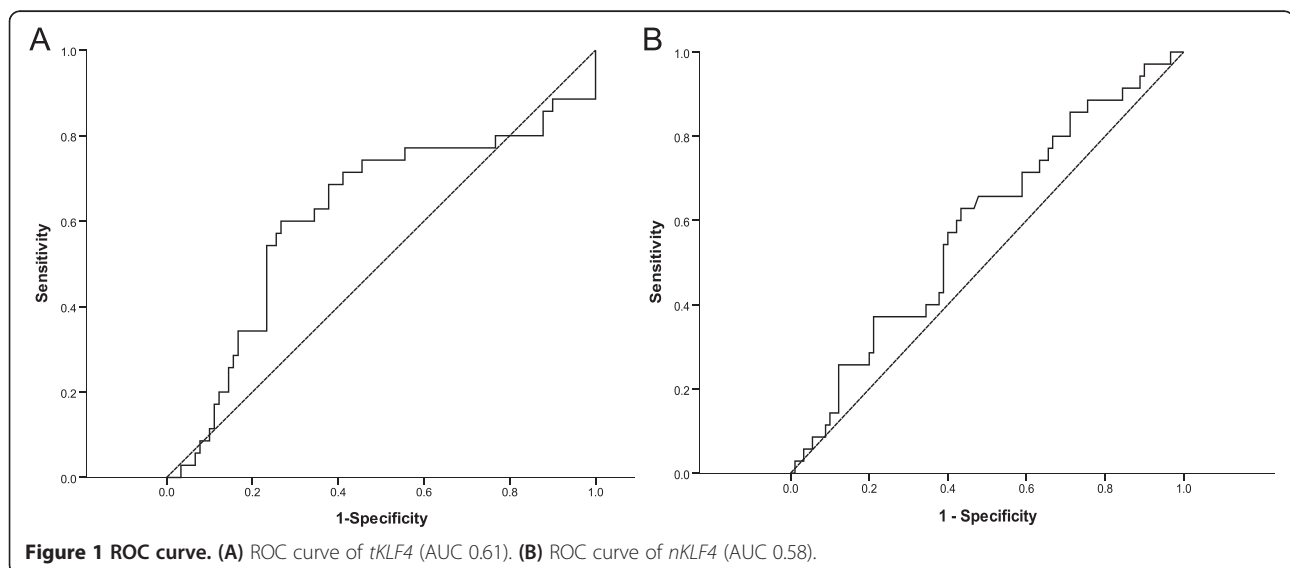 A
1.0
0.8
0.6
0.4
0.2
0.0
Sensitivity
0.0 0.2 0.4 0.6 0.8 1.0
1-Specificity
B
1.0
0.8
0.6
0.4
0.2
0.0
Sensitivity
0.0 0.2 0.4 0.6 0.8 1.0
1 - Specificity
Figure 1 ROC curve. (A) ROC curve of tKLF4 (AUC 0.61). (B) ROC curve of nKLF4 (AUC 0.58).